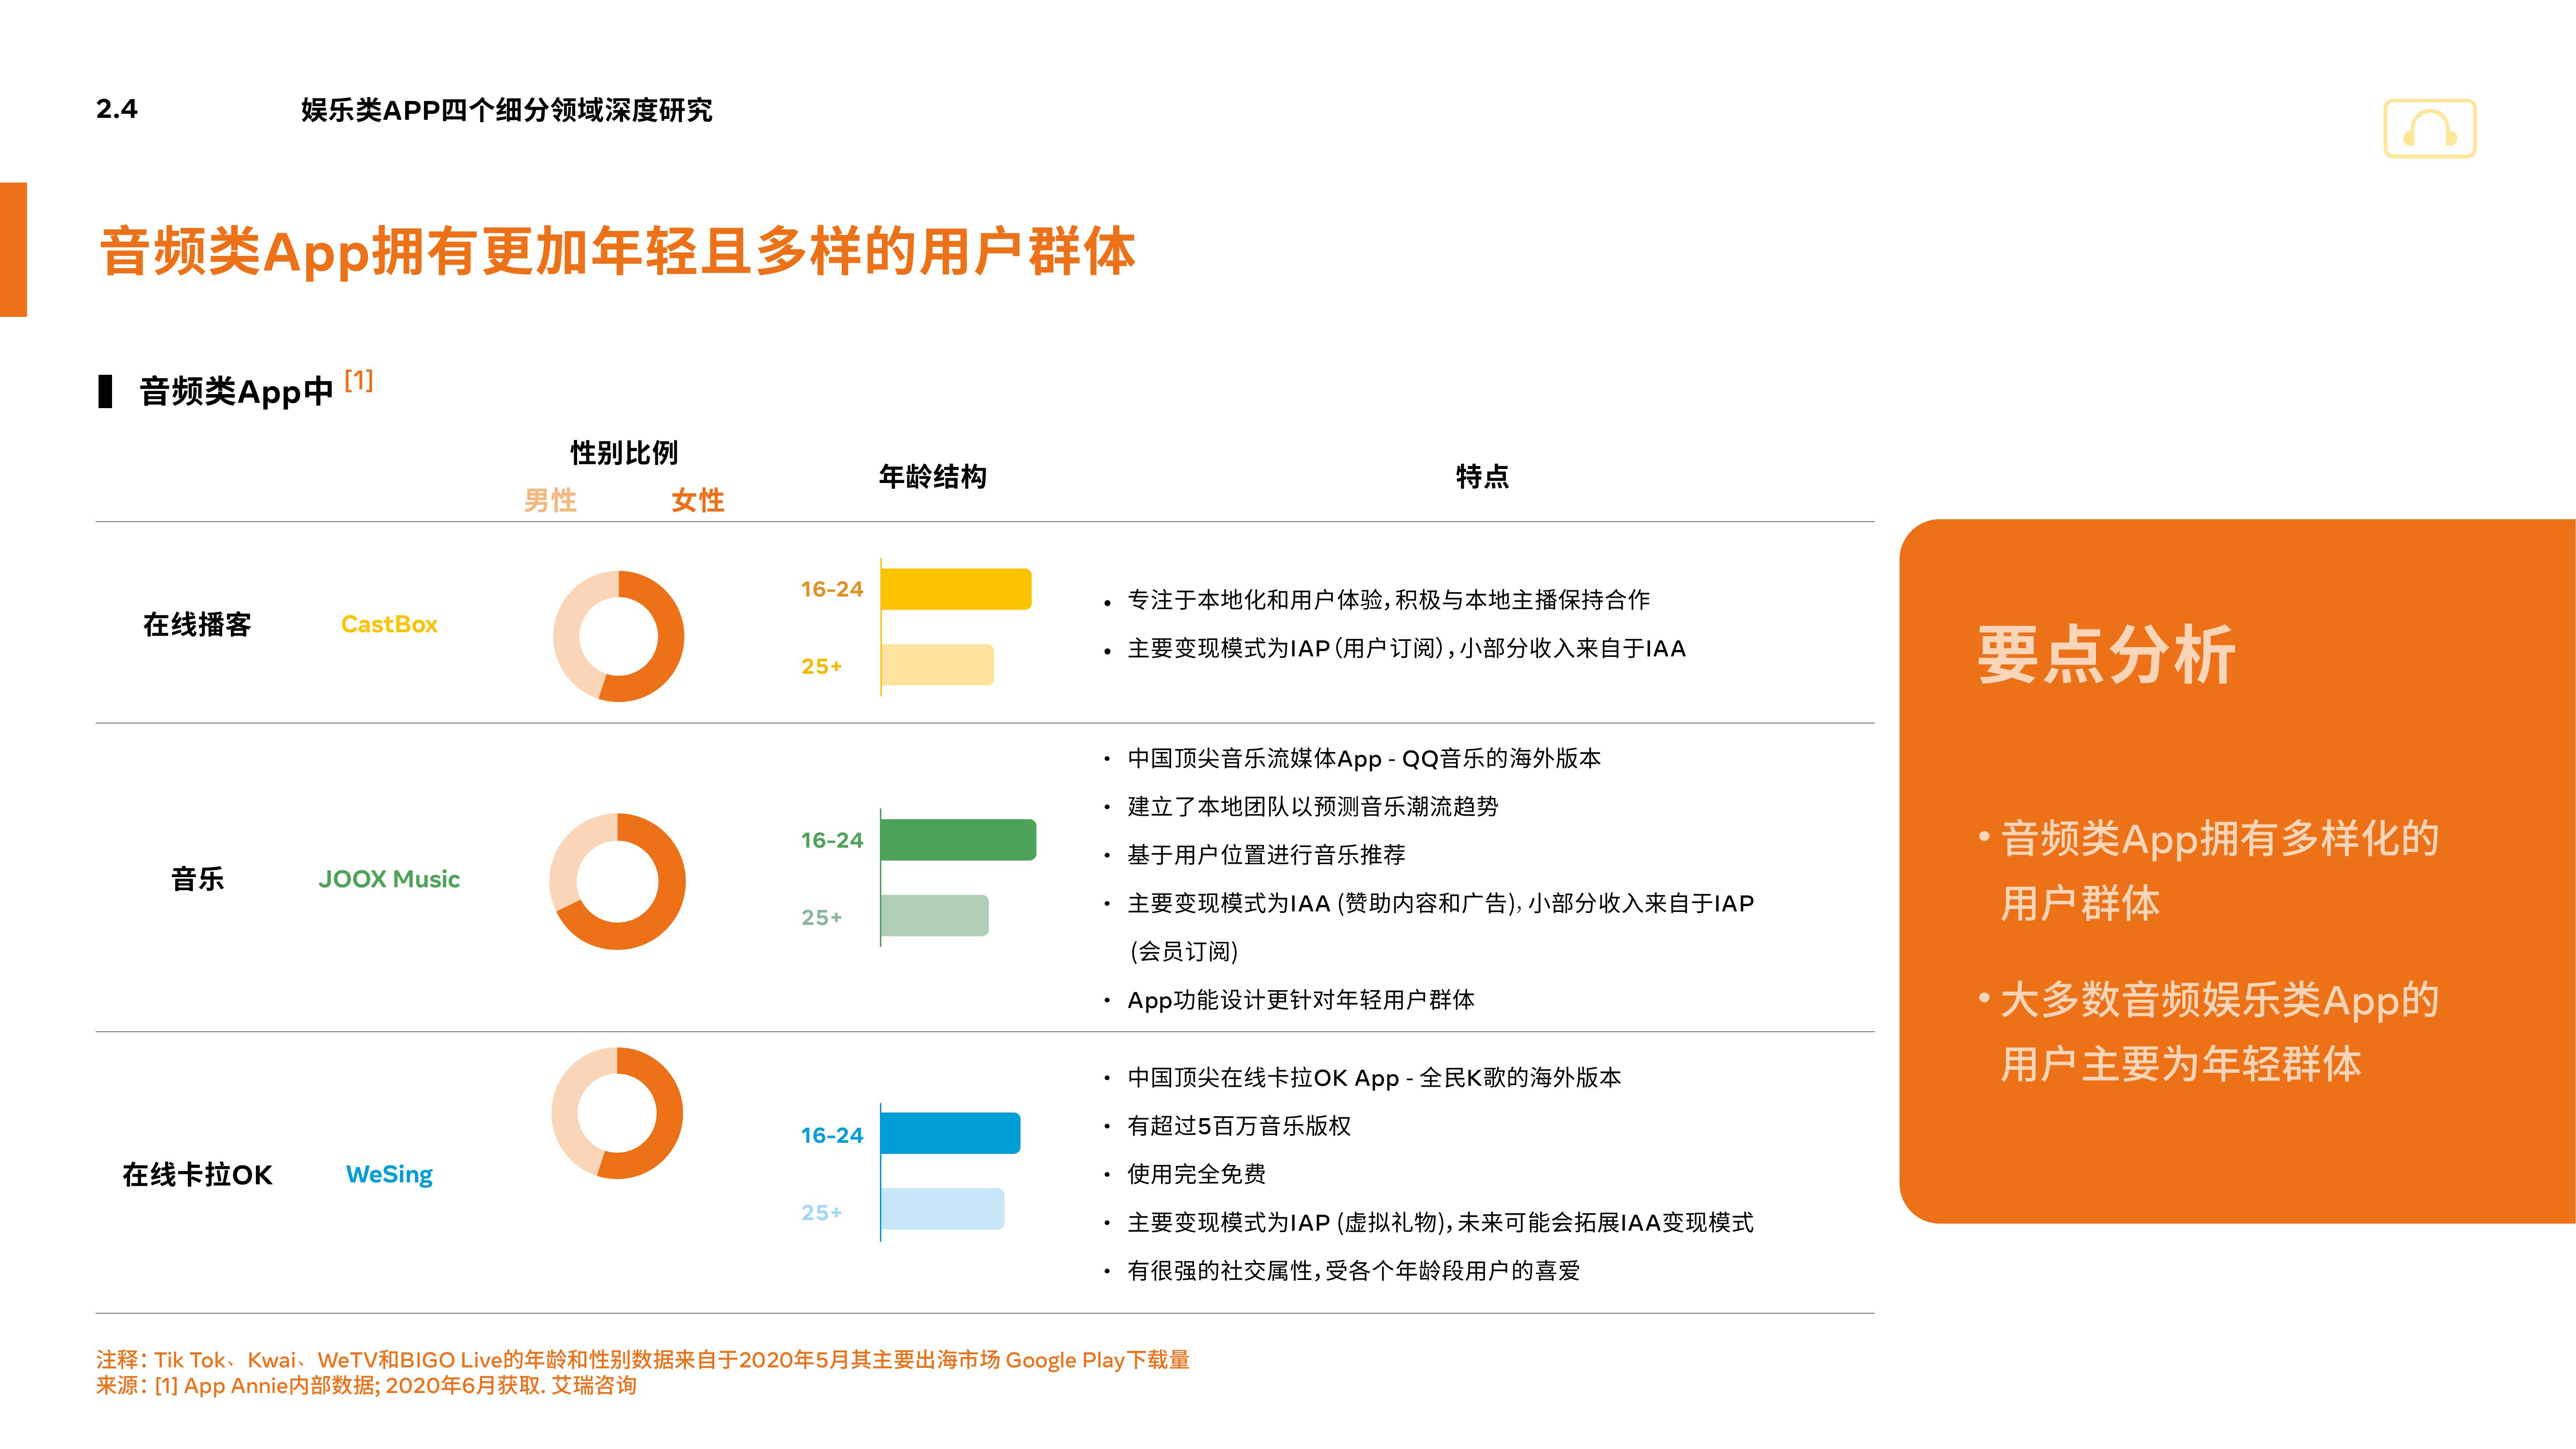 2.4 娱乐类APP四个细分领域深度研究
音频类App拥有更加年轻且多样的用户群体
音频类App中 [1]
性别比例
男性 女性
年龄结构
特点
在线播客
CastBox
16-24
25+
• 专注于本地化和用户体验，积极与本地主播保持合作
• 主要变现模式为IAP（用户订阅），小部分收入来自于IAA
音乐
JOOX Music
16-24
25+
• 中国顶尖音乐流媒体App - QQ音乐的海外版本
• 建立了本地团队以预测音乐潮流趋势
• 基于用户位置进行音乐推荐
• 主要变现模式为IAA (赞助内容和广告)，小部分收入来自于IAP
(会员订阅)
• App功能设计更针对年轻用户群体
在线卡拉OK
WeSing
16-24
25+
• 中国顶尖在线卡拉OK App - 全民K歌的海外版本
• 有超过5百万音乐版权
• 使用完全免费
• 主要变现模式为IAP (虚拟礼物)，未来可能会拓展IAA变现模式
• 有很强的社交属性，受各个年龄段用户的喜爱
要点分析
• 音频类App拥有多样化的
用户群体
• 大多数音频娱乐类App的
用户主要为年轻群体
注释：Tik Tok、Kwai、WeTV和BIGO Live的年龄和性别数据来自于2020年5月其主要出海市场 Google Play下载量
来源：[1] App Annie内部数据; 2020年6月获取. 艾瑞咨询